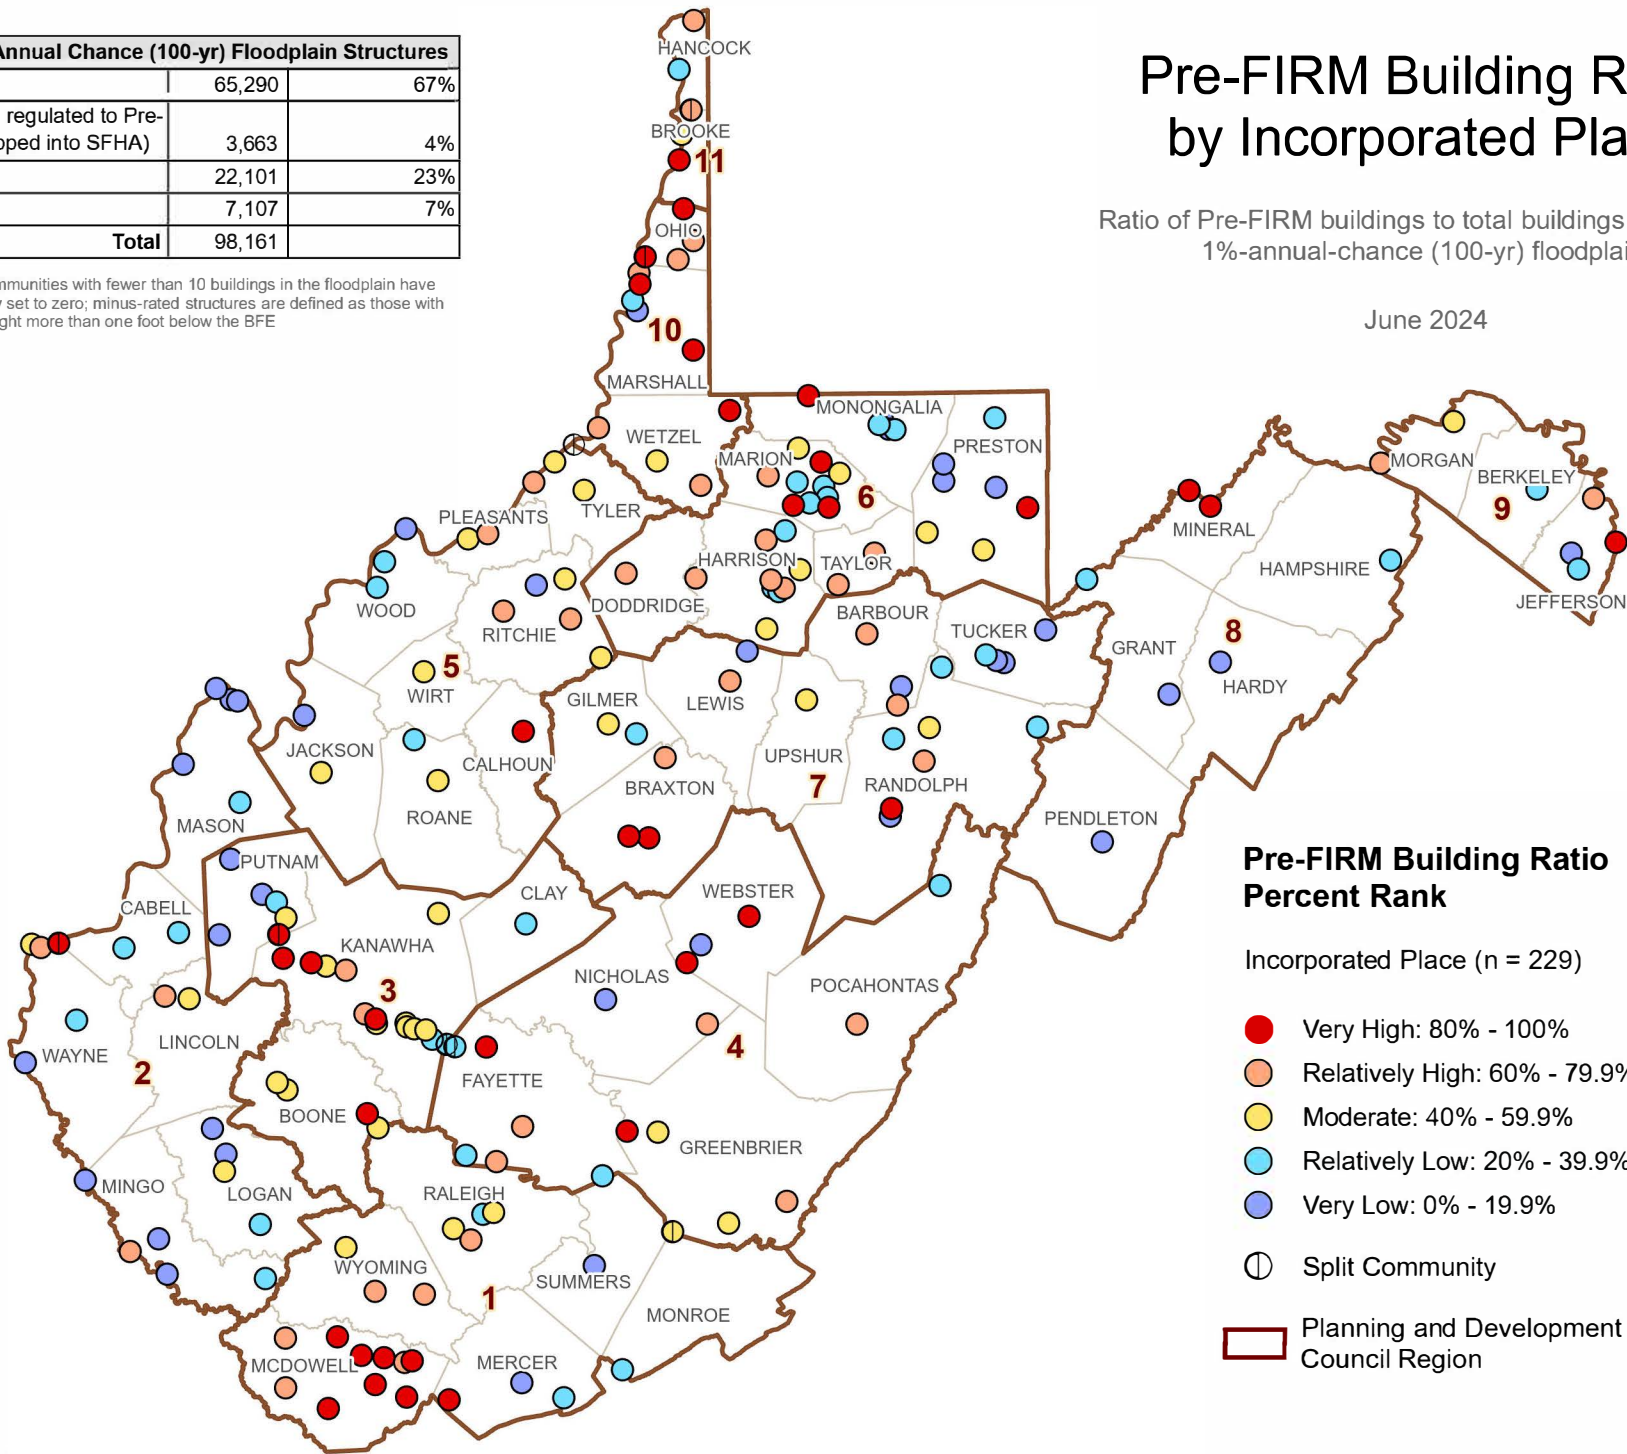 Annual Chance (100-yr) Floodplain Structures
65,290 67%
regulated to Pre-
pped into SFHA) 3,663 4%
22,101 23%
7,107 7%
Total 98,161
mmunities with fewer than 10 buildings in the floodplain have
y set to zero; minus-rated structures are defined as those with
ght more than one foot below the BFE
Pre-FIRM Building R
by Incorporated Pla
Ratio of Pre-FIRM buildings to total buildings
1%-annual-chance (100-yr) floodplai
June 2024
HANCOCK
BROOKE
11
OHIO
10
MARSHALL
MONONGALIA
WETZEL
PRESTON
MARION
MORGAN
BERKELEY
6
9
TYLER
PLEASANTS
MINERAL
HARRISON
TAYLOR
HAMPSHIRE
WOOD
DODDRIDGE
BARBOUR
JEFFERSON
RITCHIE
TUCKER
8
GRANT
5
WIRT
HARDY
GILMER
LEWIS
JACKSON
CALHOUN
UPSHUR
BRAXTON
7
RANDOLPH
ROANE
PENDLETON
MASON
PUTNAM
WEBSTER
CLAY
CABELL
KANAWHA
NICHOLAS
POCAHONTAS
3
LINCOLN
WAYNE
4
2
FAYETTE
BOONE
GREENBRIER
MINGO
LOGAN
RALEIGH
WYOMING
SUMMERS
1
MONROE
MCDOWELL
MERCER
Pre-FIRM Building Ratio
Percent Rank
Incorporated Place (n = 229)
Very High: 80% - 100%
Relatively High: 60% - 79.9%
Moderate: 40% - 59.9%
Relatively Low: 20% - 39.9%
Very Low: 0% - 19.9%
Split Community
Planning and Development
Council Region